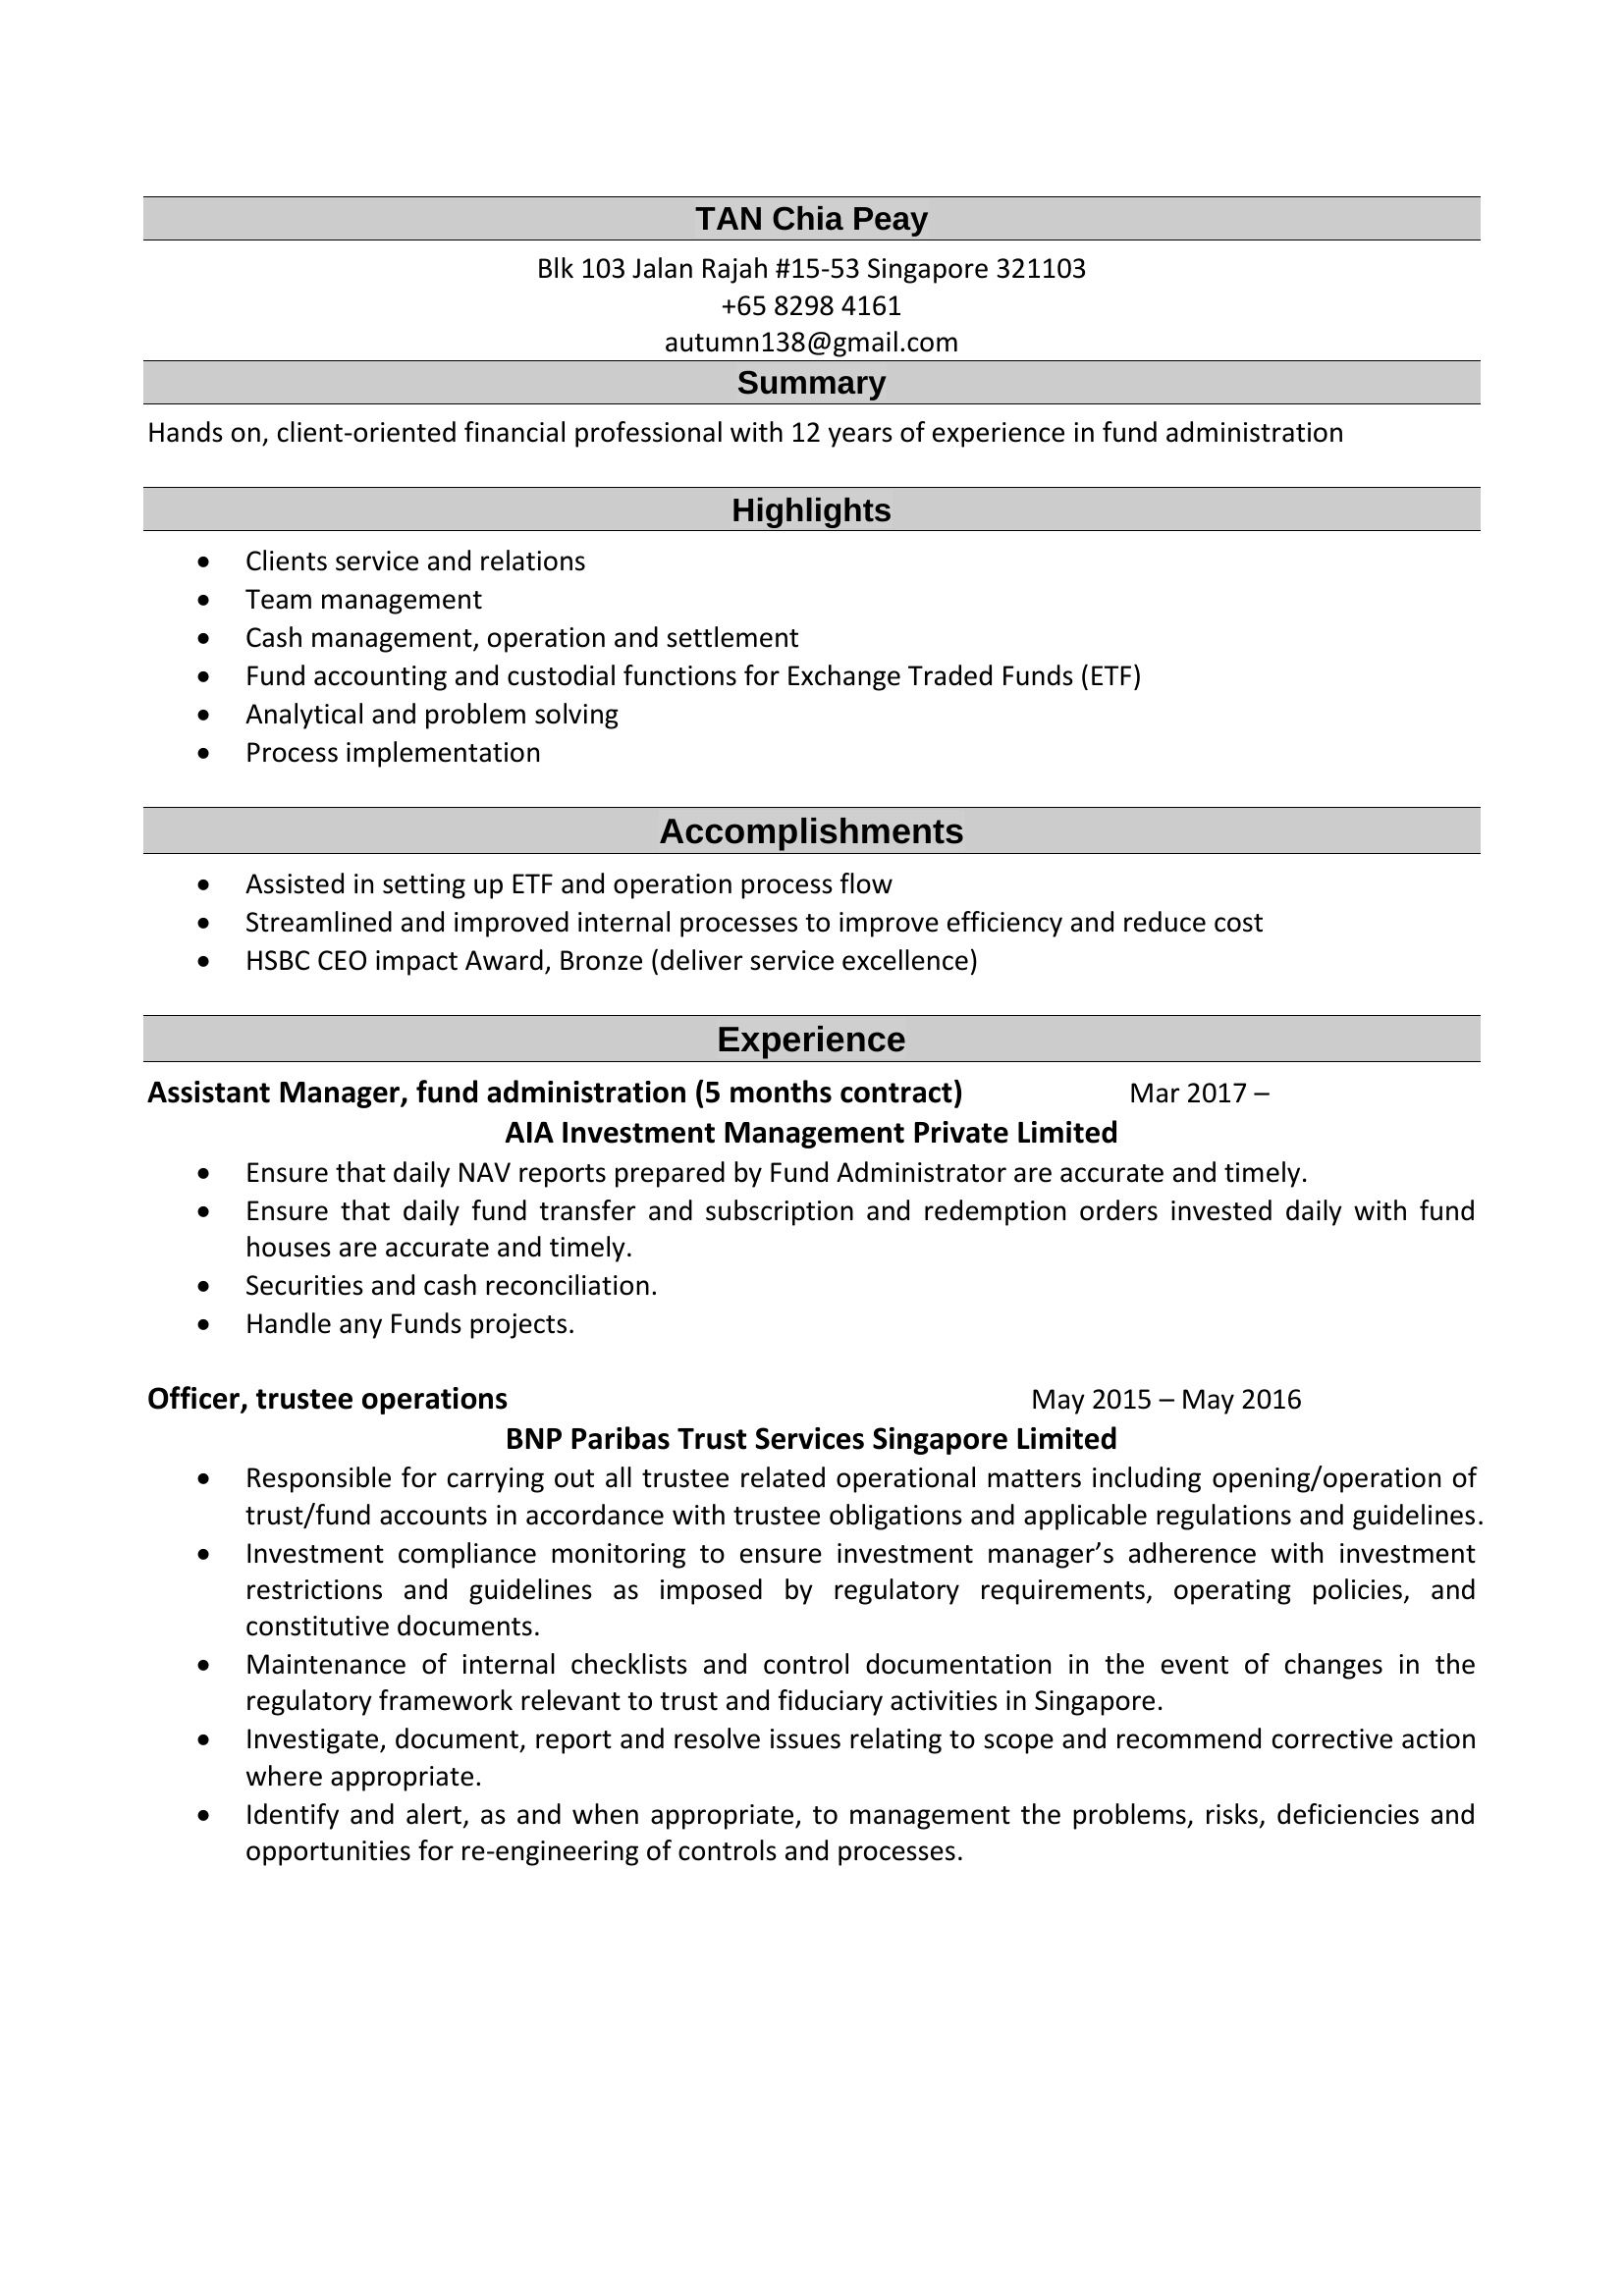 TAN Chia Peay
Blk 103 Jalan Rajah #15-53 Singapore 321103
+65 8298 4161
autumn138@gmail.com
Summary
Hands on, client-oriented financial professional with 12 years of experience in fund administration
Highlights
• Clients service and relations
• Team management
• Cash management, operation and settlement
• Fund accounting and custodial functions for Exchange Traded Funds (ETF)
• Analytical and problem solving
• Process implementation
Accomplishments
• Assisted in setting up ETF and operation process flow
• Streamlined and improved internal processes to improve efficiency and reduce cost
• HSBC CEO impact Award, Bronze (deliver service excellence)
Experience
Assistant Manager, fund administration (5 months contract) Mar 2017 –
AIA Investment Management Private Limited
• Ensure that daily NAV reports prepared by Fund Administrator are accurate and timely.
• Ensure that daily fund transfer and subscription and redemption orders invested daily with fund
houses are accurate and timely.
• Securities and cash reconciliation.
• Handle any Funds projects.
Officer, trustee operations May 2015 – May 2016
BNP Paribas Trust Services Singapore Limited
• Responsible for carrying out all trustee related operational matters including opening/operation of
trust/fund accounts in accordance with trustee obligations and applicable regulations and guidelines.
• Investment compliance monitoring to ensure investment manager’s adherence with investment
restrictions and guidelines as imposed by regulatory requirements, operating policies, and
constitutive documents.
• Maintenance of internal checklists and control documentation in the event of changes in the
regulatory framework relevant to trust and fiduciary activities in Singapore.
• Investigate, document, report and resolve issues relating to scope and recommend corrective action
where appropriate.
• Identify and alert, as and when appropriate, to management the problems, risks, deficiencies and
opportunities for re-engineering of controls and processes.